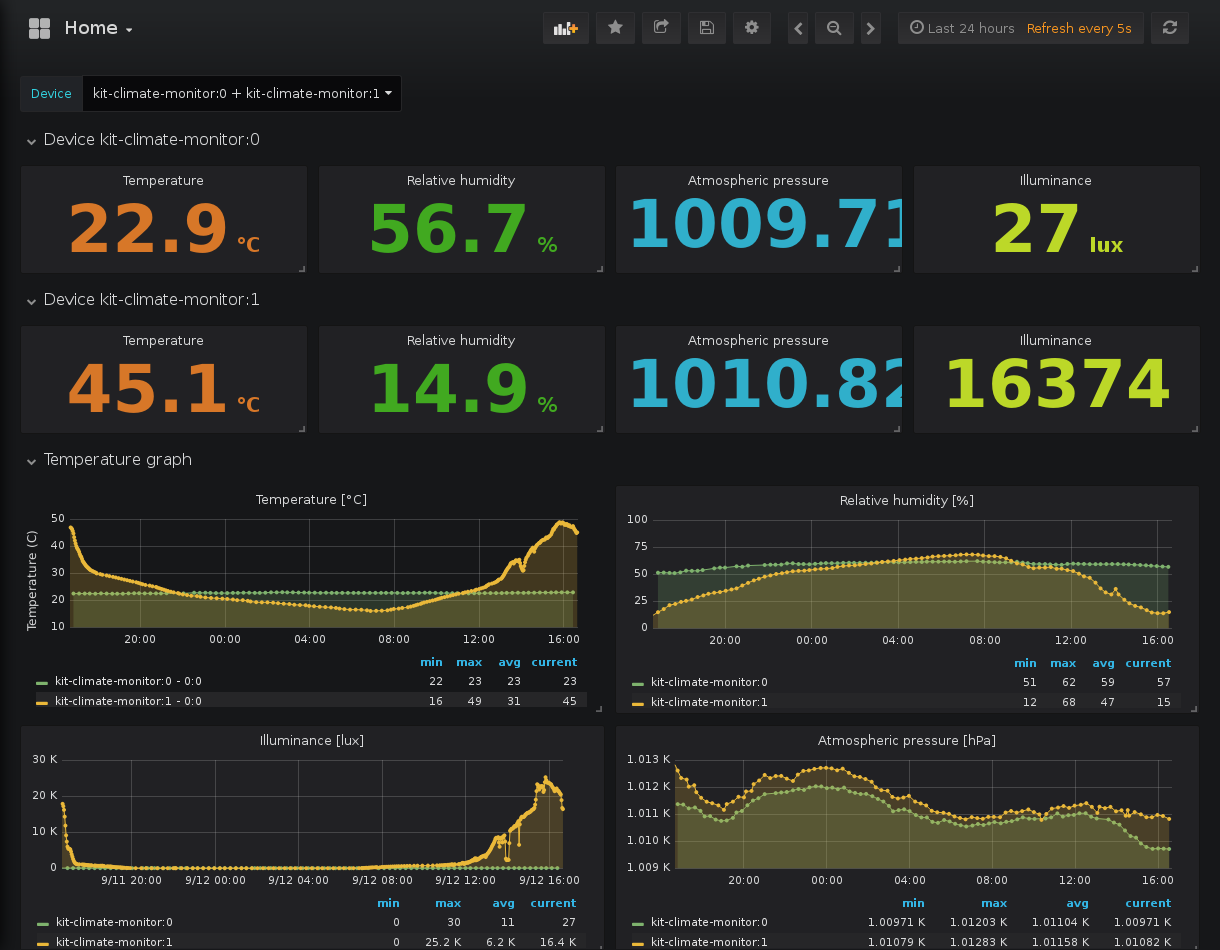 Home
Last 24 hours Refresh every 5s
Device kit-climate-monitor:0 + kit-climate-monitor:1
Device kit-climate-monitor:0
Temperature Relative humidity Atmospheric pressure Illuminance
22.9 °C 56.7 % 1009.71 27 lux
Device kit-climate-monitor:1
Temperature Relative humidity Atmospheric pressure Illuminance
45.1 °C 14.9 % 1010.82 16374
Temperature graph
Temperature [°C]
Temperature (C)
50
40
30
20
10
20:00 00:00 04:00 08:00 12:00 16:00
min max avg current
kit-climate-monitor:0 - 0:0 22 23 23 23
kit-climate-monitor:1 - 0:0 16 49 31 45
Relative humidity [%]
100
75
50
25
0
20:00 00:00 04:00 08:00 12:00 16:00
min max avg current
kit-climate-monitor:0 51 62 59 57
kit-climate-monitor:1 12 68 47 15
Illuminance [lux]
30 K
20 K
10 K
0
9/11 20:00 9/12 00:00 9/12 04:00 9/12 08:00 9/12 12:00 9/12 16:00
min max avg current
kit-climate-monitor:0 0 30 11 27
kit-climate-monitor:1 0 25.2 K 6.2 K 16.4 K
Atmospheric pressure [hPa]
1.013 K
1.012 K
1.011 K
1.010 K
1.009 K
20:00 00:00 04:00 08:00 12:00 16:00
min max avg current
kit-climate-monitor:0 1.00971 K 1.01203 K 1.01104 K 1.00971 K
kit-climate-monitor:1 1.01079 K 1.01283 K 1.01158 K 1.01082 K